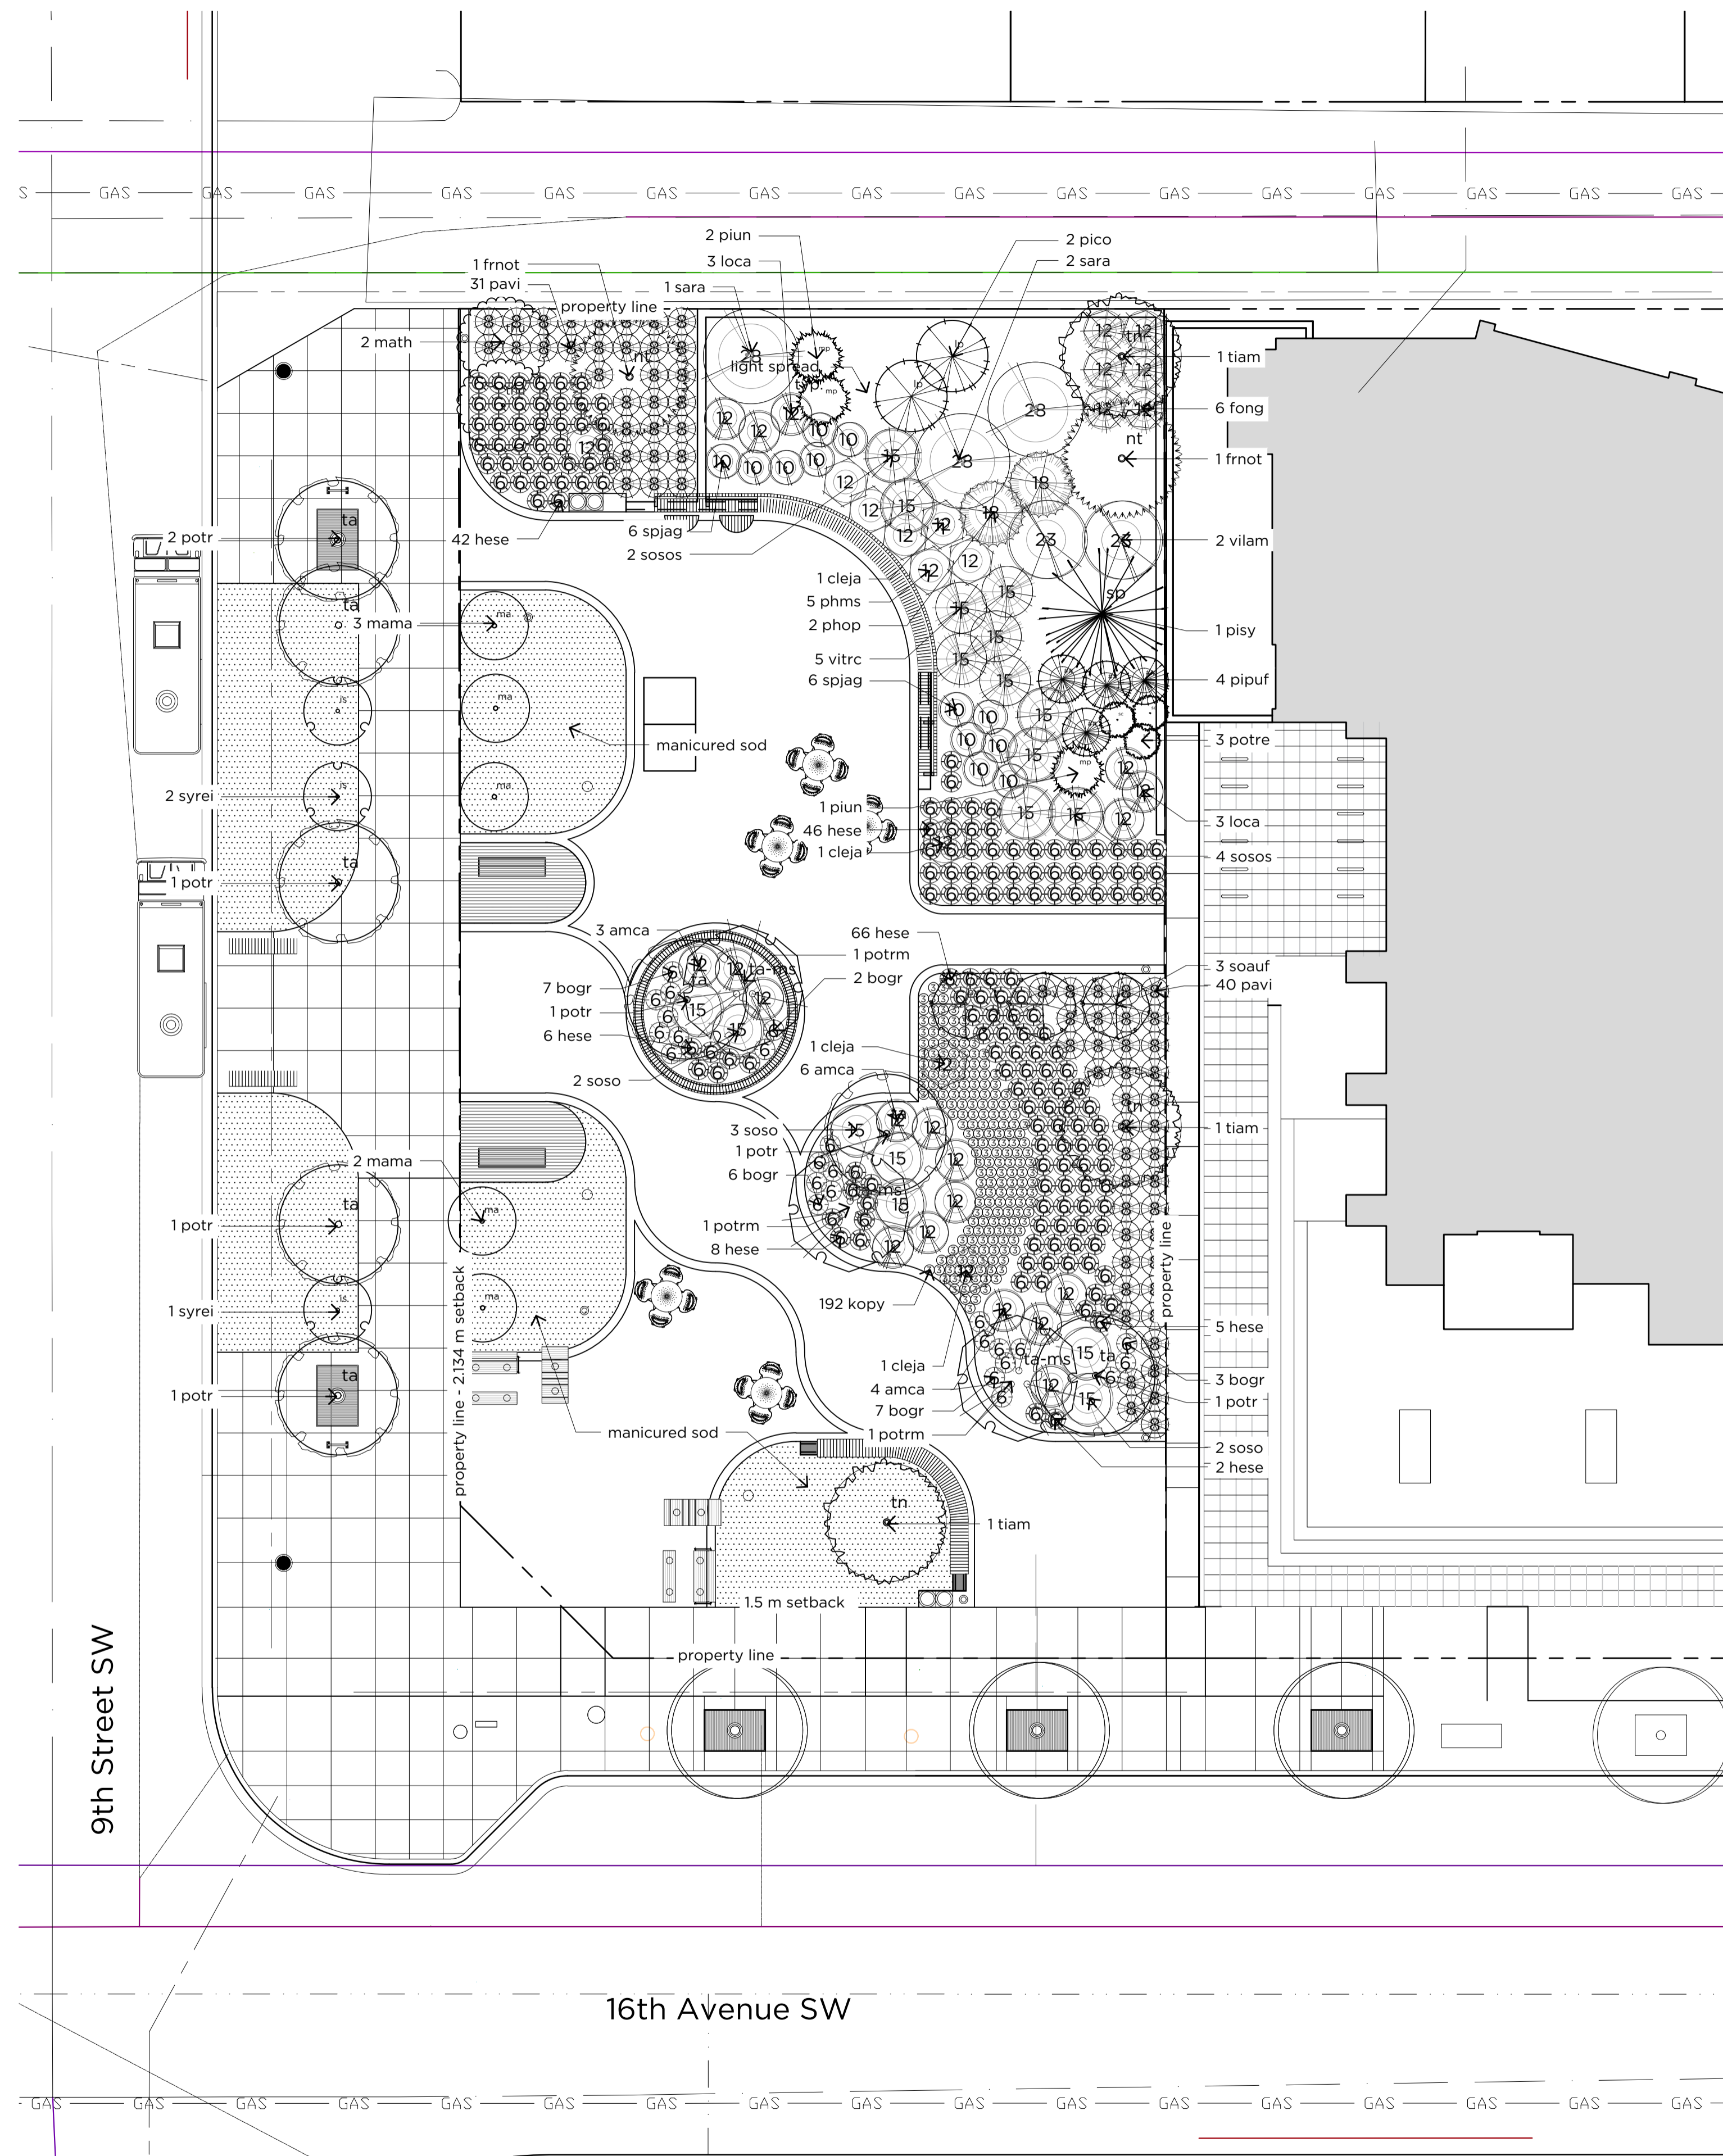 S GAS GAS GAS GAS GAS GAS GAS GAS GAS GAS GAS GAS GAS GAS GAS GAS
2 piun
2 pico
3 loca
2 sara
1 frnot
31 pavi
1 sara
property line
2 math
light spread
typ.
1 tiam
6 fong
1 frnot
2 potr
42 hese
6 spjag
2 sosos
2 vilam
1 cleja
5 phms
2 phop
3 mama
1 pisy
5 vitrc
6 spjag
4 pipuf
manicured sod
3 potre
2 syrei
1 piun
46 hese
1 cleja
3 loca
4 sosos
1 potr
3 amca
66 hese
1 potrm
2 bogr
3 soauf
40 pavi
7 bogr
1 potr
6 hese
1 cleja
6 amca
2 soso
3 soso
1 potr
6 bogr
1 tiam
2 mama
1 potr
1 potrm
8 hese
property line
192 kopy
1 syrei
5 hese
property line - 2.134 m setback
1 cleja
4 amca
7 bogr
1 potrm
3 bogr
1 potr
1 potr
2 soso
2 hese
manicured sod
tn
1 tiam
1.5 m setback
property line
9th Street SW
16th Avenue SW
GAS GAS GAS GAS GAS GAS GAS GAS GAS GAS GAS GAS GAS GAS GAS GAS GAS